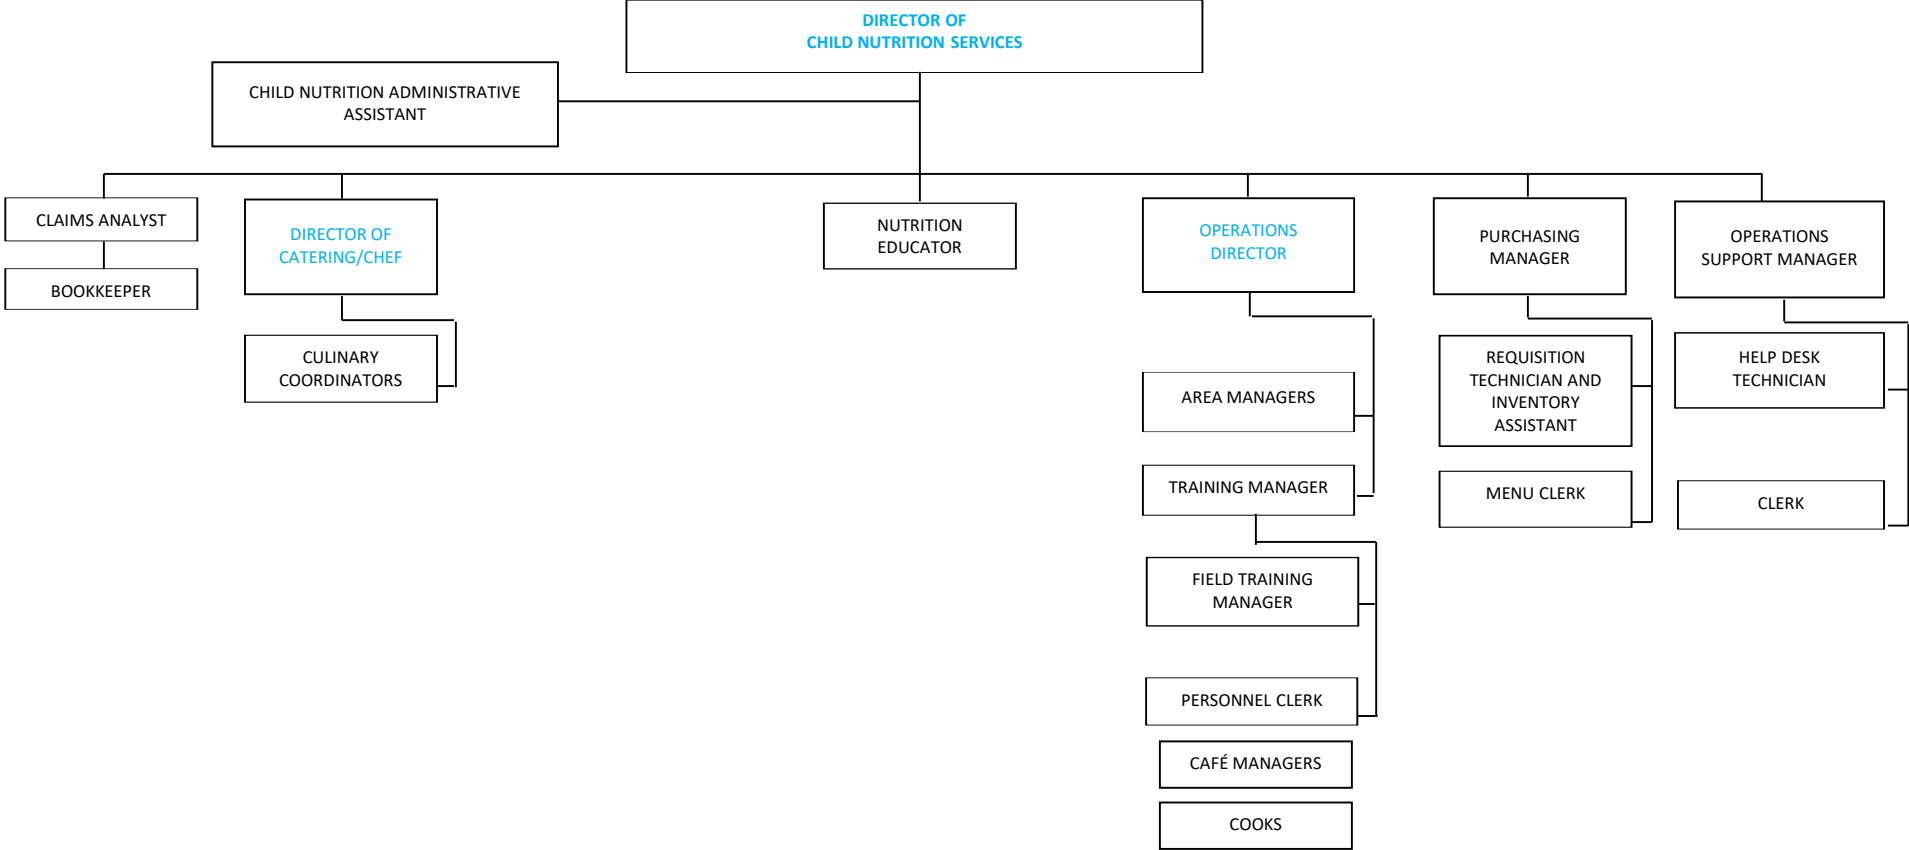 DIRECTOR OF
CHILD NUTRITION SERVICES
CHILD NUTRITION ADMINISTRATIVE
ASSISTANT
CLAIMS ANALYST
BOOKKEEPER
DIRECTOR OF
CATERING/CHEF
CULINARY
COORDINATORS
NUTRITION
EDUCATOR
OPERATIONS
DIRECTOR
AREA MANAGERS
TRAINING MANAGER
FIELD TRAINING
MANAGER
PERSONNEL CLERK
CAFÉ MANAGERS
COOKS
PURCHASING
MANAGER
REQUISITION
TECHNICIAN AND
INVENTORY
ASSISTANT
MENU CLERK
OPERATIONS
SUPPORT MANAGER
HELP DESK
TECHNICIAN
CLERK